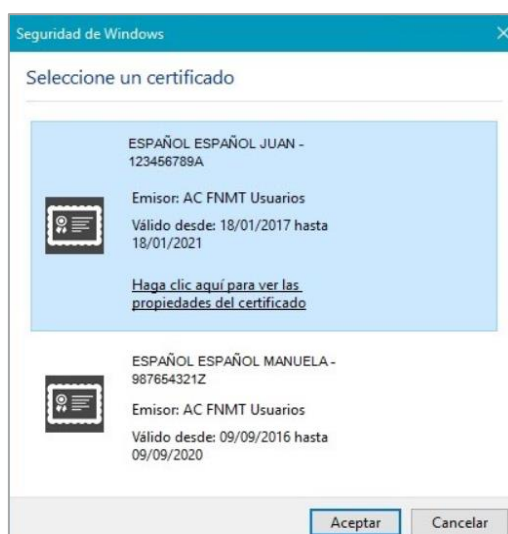 Seguridad de Windows
Seleccione un certificado
ESPAÑOL ESPAÑOL JUAN -
123456789A
Emisor: AC FNMT Usuarios
Válido desde: 18/01/2017 hasta
18/01/2021
Haga clic aquí para ver las
propiedades del certificado
ESPAÑOL ESPAÑOL MANUELA -
987654321Z
Emisor: AC FNMT Usuarios
Válido desde: 09/09/2016 hasta
09/09/2020
Aceptar Cancelar